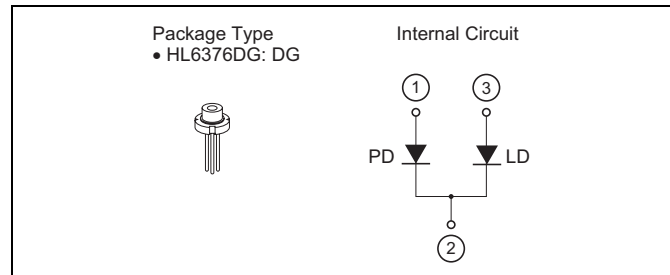 Package Type
• HL6376DG: DG
Internal Circuit
1
3
PD
LD
2